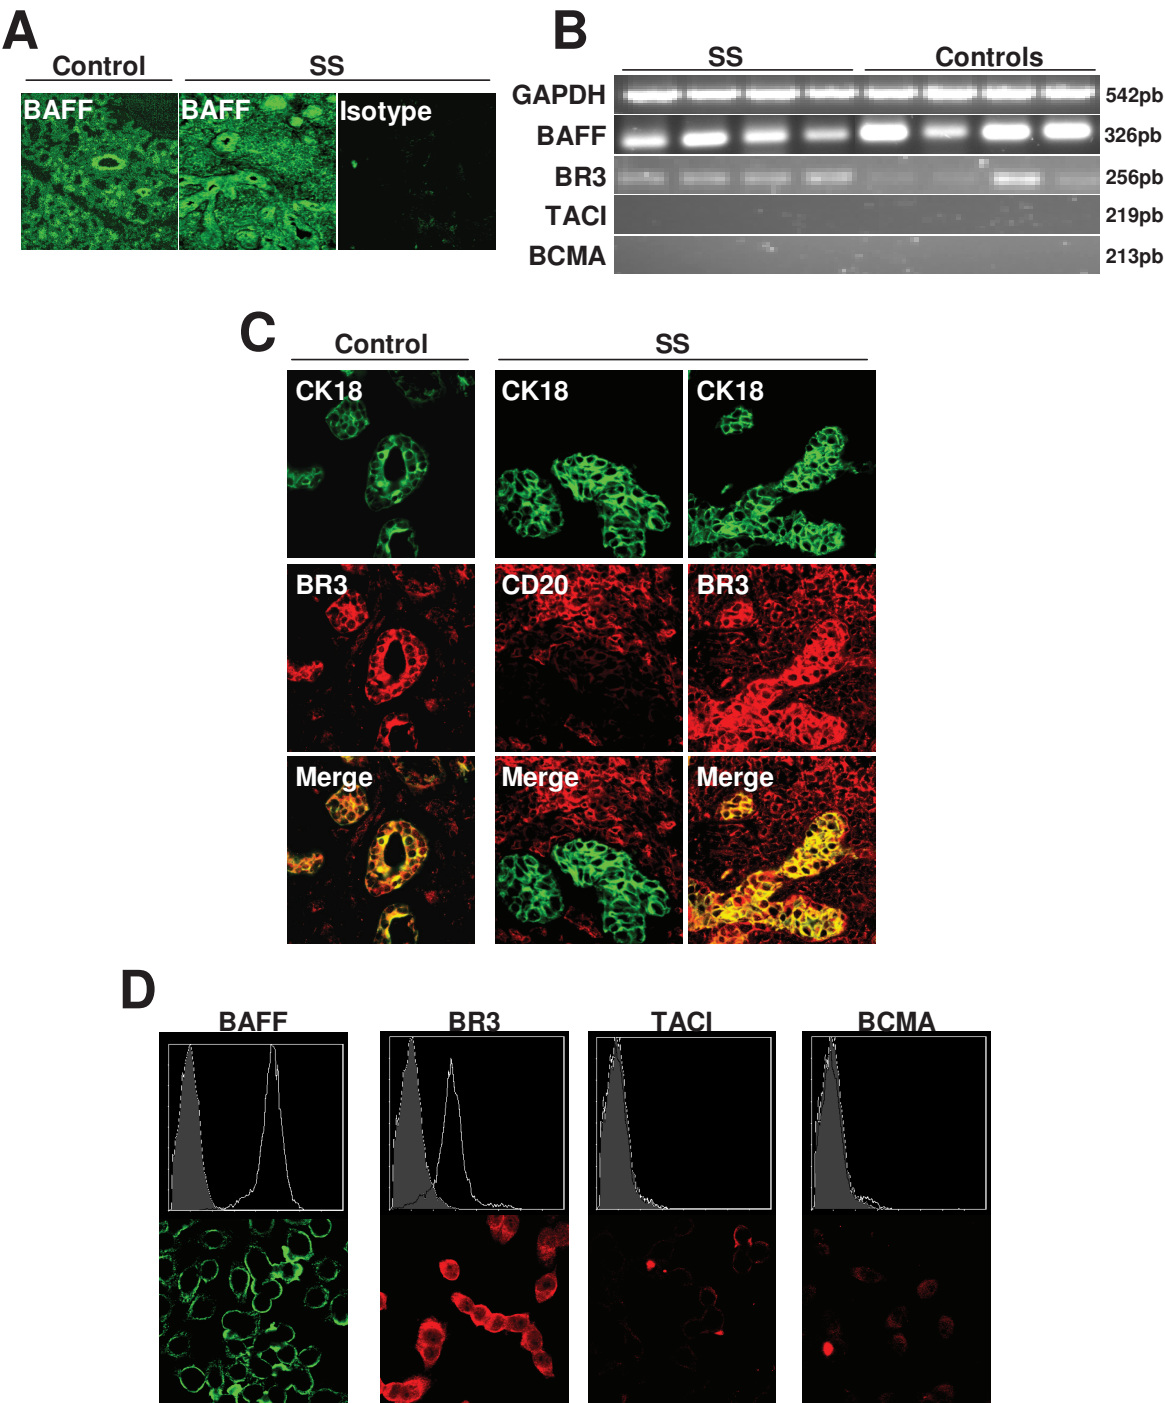 A
Control SS
BAFF BAFF Isotype
B
SS Controls
GAPDH 542pb
BAFF 326pb
BR3 256pb
TACI 219pb
BCMA 213pb
C
Control SS
CK18 CK18 CK18
BR3 CD20 BR3
Merge Merge Merge
D
BAFF BR3 TACI BCMA